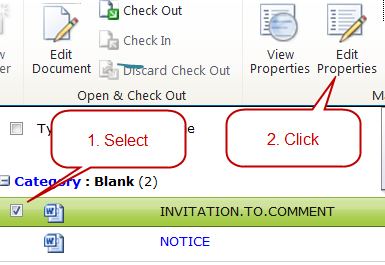 Check Out
Check In
Discard Check Out
Edit
Document
View
Properties
Edit
Properties
Open & Check Out
1. Select
2. Click
Category : Blank (2)
INVITATION.TO.COMMENT
NOTICE